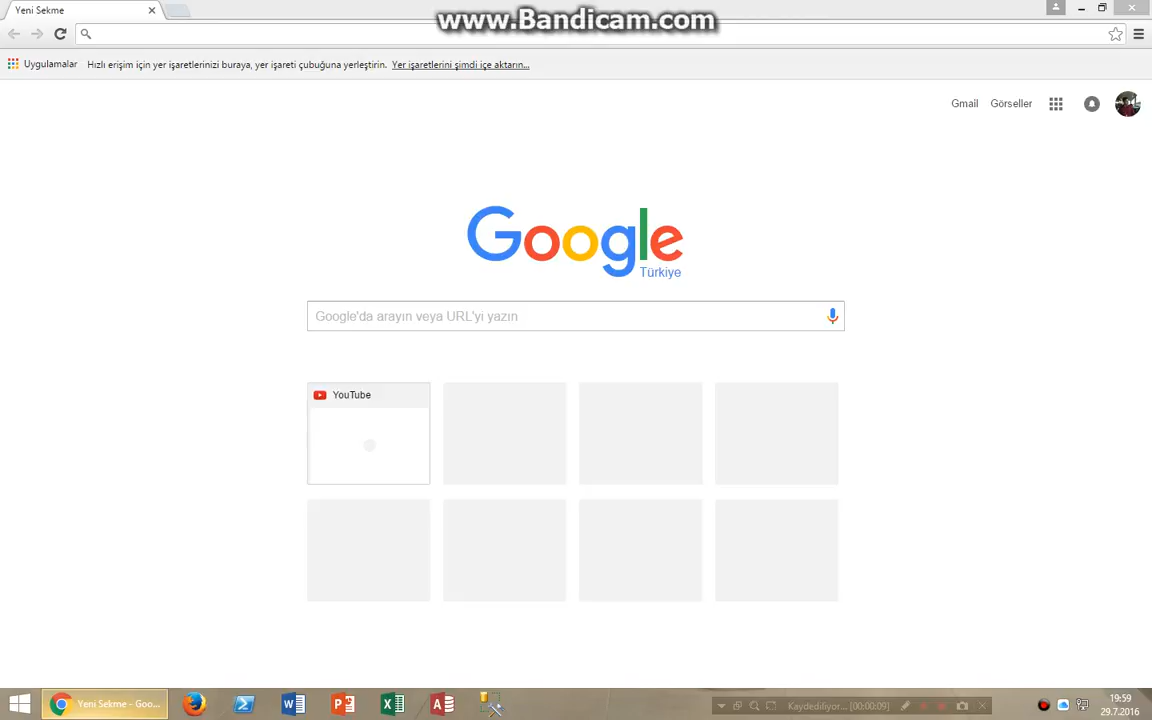 Yeni Sekme
www.Bandicam.com
Uygulamalar Hızlı erişim için yer işaretlerinizi buraya, yer işareti çubuğuna yerleştirin. Yer işaretlerini şimdi içe aktarın...
Gmail Görseller
Google
Türkiye
Google'da arayın veya URL'yi yazın
YouTube
Yeni Sekme - Goo...
Kaydediliyor... [00:00:09]
19:59
29.7.2016